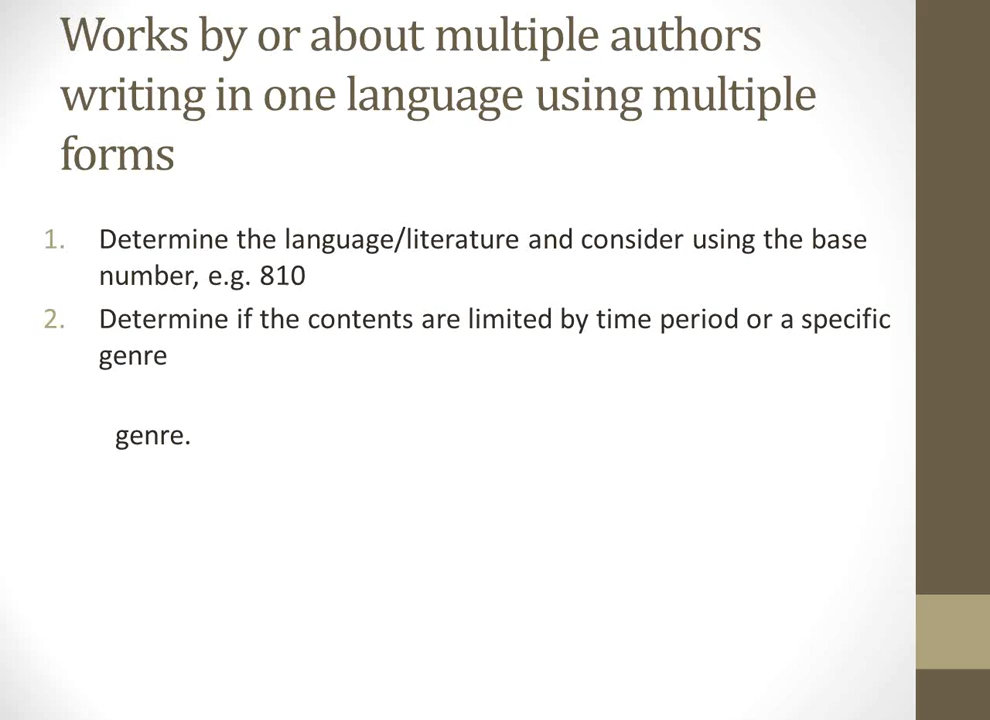 Works by or about multiple authors
writing in one language using multiple
forms
1. Determine the language/literature and consider using the base
number, e.g. 810
2. Determine if the contents are limited by time period or a specific
genre
genre.